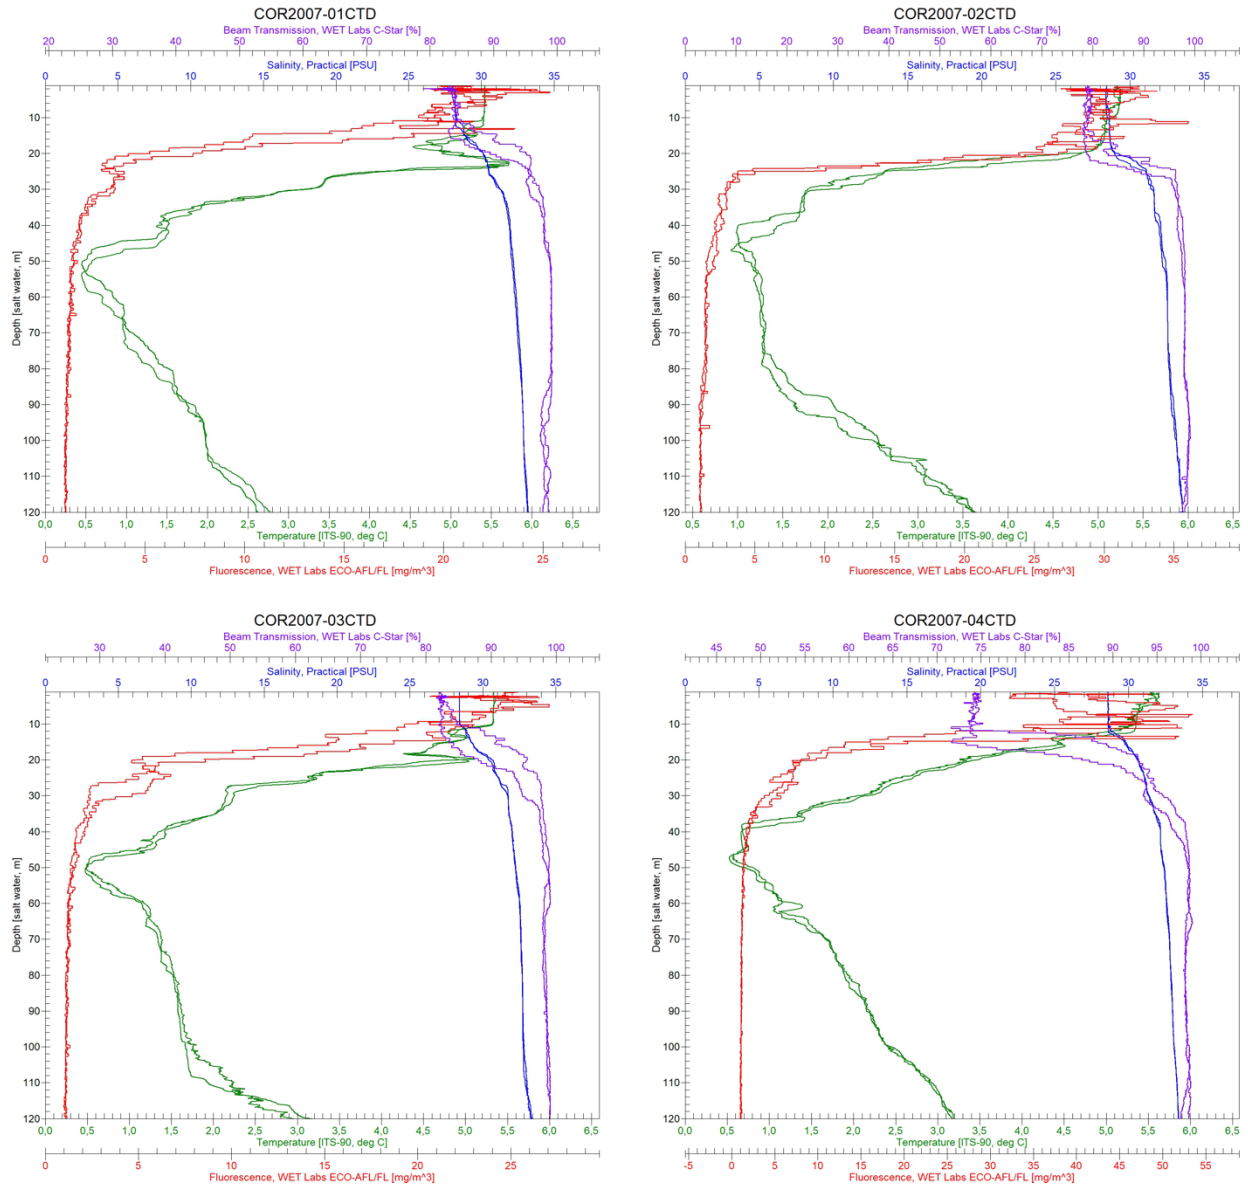 COR2007-01CTD
Beam Transmission, WET Labs C-Star [%]
20 30 40 50 60 70 80 90 100
Salinity, Practical [PSU]
0 5 10 15 20 25 30 35
Depth [salt water, m]
10
20
30
40
50
60
70
80
90
100
110
120
0,0 0,5 1,0 1,5 2,0 2,5 3,0 3,5 4,0 4,5 5,0 5,5 6,0 6,5
Temperature [ITS-90, deg C]
0 5 10 15 20 25
Fluorescence, WET Labs ECO-AFL/FL [mg/m^3]
COR2007-02CTD
Beam Transmission, WET Labs C-Star [%]
0 10 20 30 40 50 60 70 80 90 100
Salinity, Practical [PSU]
0 5 10 15 20 25 30 35
Depth [salt water, m]
10
20
30
40
50
60
70
80
90
100
110
120
0,5 1,0 1,5 2,0 2,5 3,0 3,5 4,0 4,5 5,0 5,5 6,0 6,5
Temperature [ITS-90, deg C]
0 5 10 15 20 25 30 35
Fluorescence, WET Labs ECO-AFL/FL [mg/m^3]
COR2007-03CTD
Beam Transmission, WET Labs C-Star [%]
30 40 50 60 70 80 90 100
Salinity, Practical [PSU]
0 5 10 15 20 25 30 35
Depth [salt water, m]
10
20
30
40
50
60
70
80
90
100
110
120
0,0 0,5 1,0 1,5 2,0 2,5 3,0 3,5 4,0 4,5 5,0 5,5 6,0 6,5
Temperature [ITS-90, deg C]
0 5 10 15 20 25
Fluorescence, WET Labs ECO-AFL/FL [mg/m^3]
COR2007-04CTD
Beam Transmission, WET Labs C-Star [%]
45 50 55 60 65 70 75 80 85 90 95 100
Salinity, Practical [PSU]
0 5 10 15 20 25 30 35
Depth [salt water, m]
10
20
30
40
50
60
70
80
90
100
110
120
0,0 0,5 1,0 1,5 2,0 2,5 3,0 3,5 4,0 4,5 5,0 5,5 6,0 6,5
Temperature [ITS-90, deg C]
-5 0 5 10 15 20 25 30 35 40 45 50 55
Fluorescence, WET Labs ECO-AFL/FL [mg/m^3]